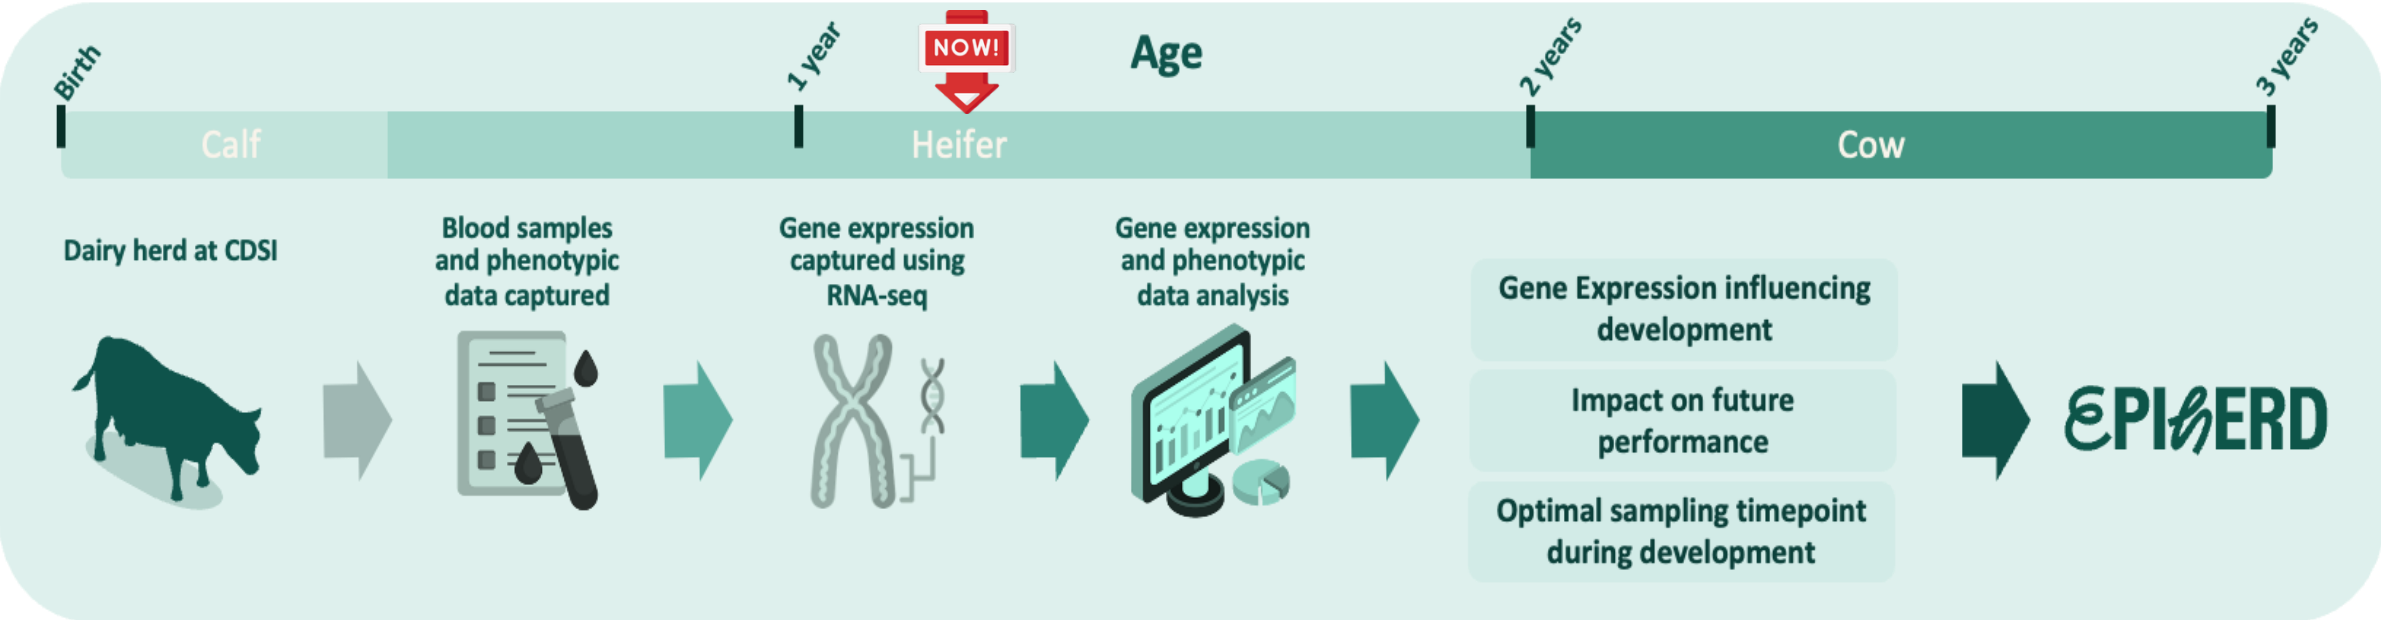 Birth
1 year
NOW!
Age
2 years
3 years
Calf
Heifer
Cow
Dairy herd at CDSI
Blood samples
and phenotypic
data captured
Gene expression
captured using
RNA-seq
Gene expression
and phenotypic
data analysis
Gene Expression influencing
development
Impact on future
performance
Optimal sampling timepoint
during development
EPIhERD